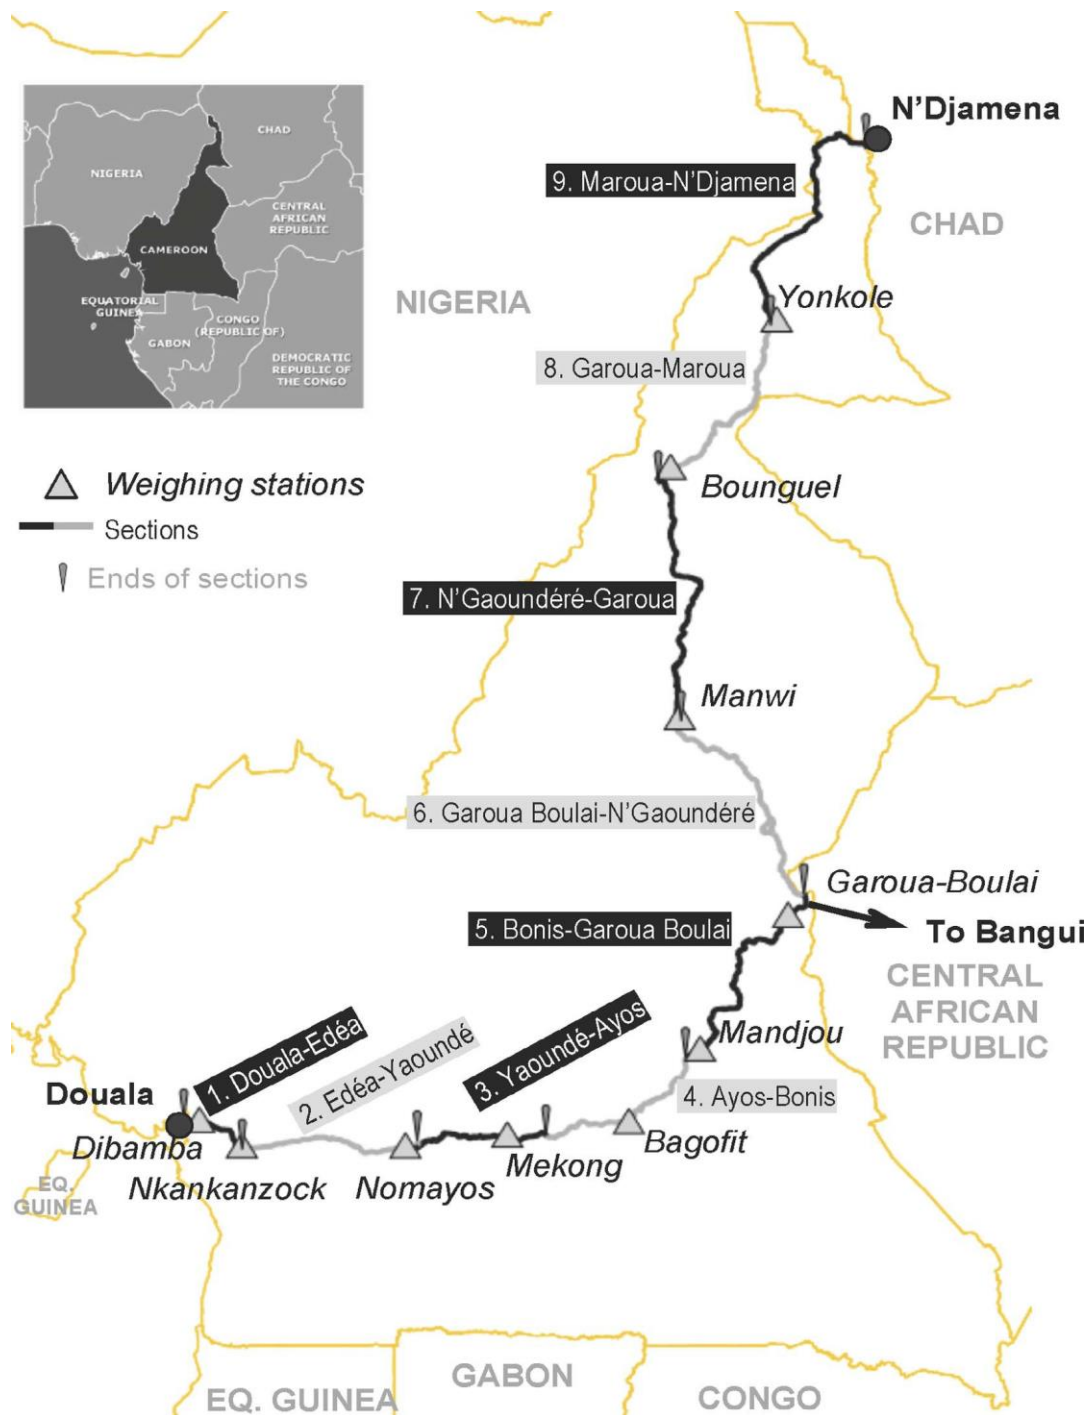 N'Djamena
CHAD
NIGERIA
CENTRAL
AFRICAN
REPUBLIC
CAMEROON
EQUATORIAL
GUINEA
CONGO
(REPUBLIC OF)
GABON
DEMOCRATIC
REPUBLIC OF
THE CONGO
9. Maroua-N'Djamena
CHAD
NIGERIA
Yonkole
8. Garoua-Maroua
Weighing stations
Sections
Ends of sections
Bounguel
7. N'Gaoundéré-Garoua
Manwi
6. Garoua Boulai-N'Gaoundéré
Garoua-Boulai
5. Bonis-Garoua Boulai
To Bangui
CENTRAL
AFRICAN
REPUBLIC
Mandjou
1. Douala-Edéa
2. Edéa-Yaoundé
3. Yaoundé-Ayos
4. Ayos-Bonis
Douala
Dibamba
Nkankanzock
Nomayos
Mekong
Bagofit
EQ.
GUINEA
EQ. GUINEA
GABON
CONGO